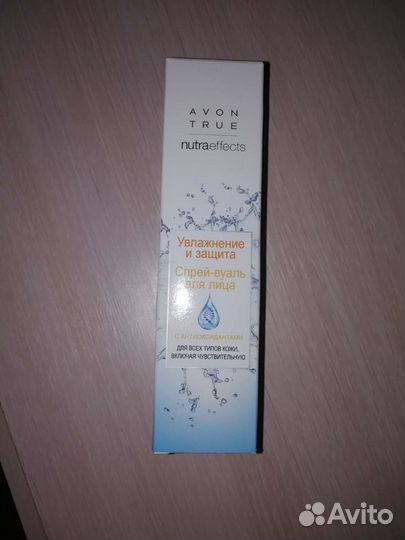 AVON
TRUE
nutraeffects
Увлажнение
и защита
Спрей-вуаль
для лица
С АНТИОКСИДАНТАМИ
ДЛЯ ВСЕХ ТИПОВ КОЖИ,
ВКЛЮЧАЯ ЧУВСТВИТЕЛЬНУЮ
Avito